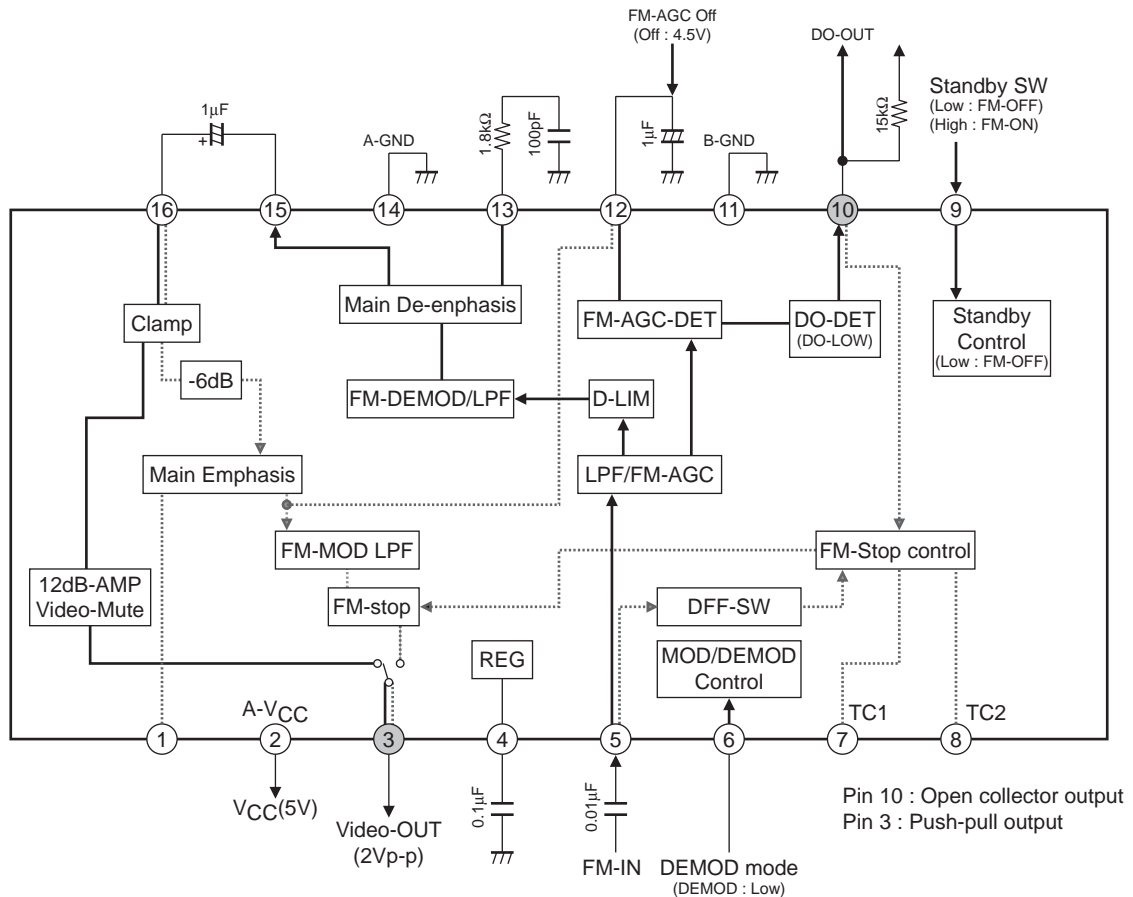 FM-AGC Off
(Off : 4.5V)
DO-OUT
Standby SW
(Low : FM-OFF)
(High : FM-ON)
1μF
+
A-GND
1.8kΩ
100pF
1μF
B-GND
15kΩ
16
15
14
13
12
11
10
9
Clamp
Main De-enphasis
FM-AGC-DET
DO-DET
(DO-LOW)
Standby
Control
(Low : FM-OFF)
-6dB
FM-DEMOD/LPF
D-LIM
Main Emphasis
LPF/FM-AGC
FM-MOD LPF
FM-Stop control
12dB-AMP
Video-Mute
FM-stop
DFF-SW
REG
MOD/DEMOD
Control
A-VCC
TC1
TC2
1
2
3
4
5
6
7
8
VCC(5V)
Video-OUT
(2Vp-p)
0.1μF
0.01μF
FM-IN
DEMOD mode
(DEMOD : Low)
Pin 10 : Open collector output
Pin 3 : Push-pull output